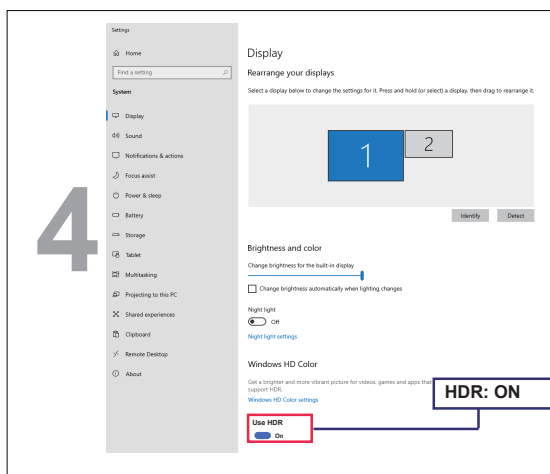 4
Settings
Home
Find a setting
System
Display
Sound
Notifications & actions
Focus assist
Power & sleep
Battery
Storage
Tablet
Multitasking
Projecting to this PC
Shared experiences
Clipboard
Remote Desktop
About
Display
Rearrange your displays
Select a display below to change the settings for it. Press and hold (or select) a display, then drag to rearrange it.
1
2
Identify
Detect
Brightness and color
Change brightness for the built-in display
Change brightness automatically when lighting changes
Night light
Off
Night light settings
Windows HD Color
Get a brighter and more vibrant picture for videos, games and apps that
support HDR.
Windows HD Color settings
Use HDR
On
HDR: ON